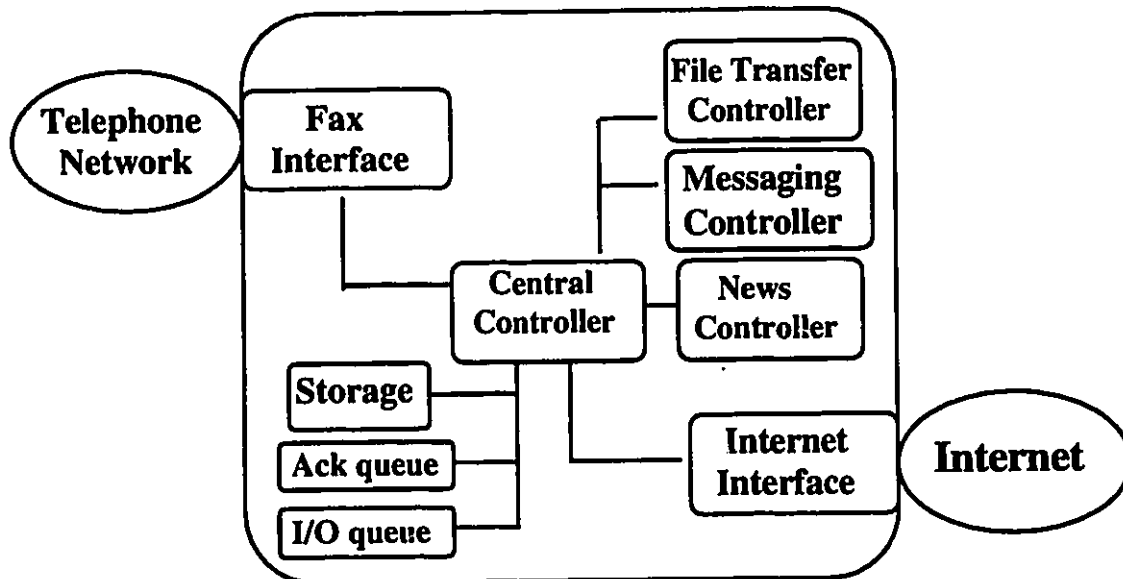 Telephone
Network
Fax
Interface
File Transfer
Controller
Messaging
Controller
Central
Controller
News
Controller
Storage
Ack queue
I/O queue
Internet
Interface
Internet